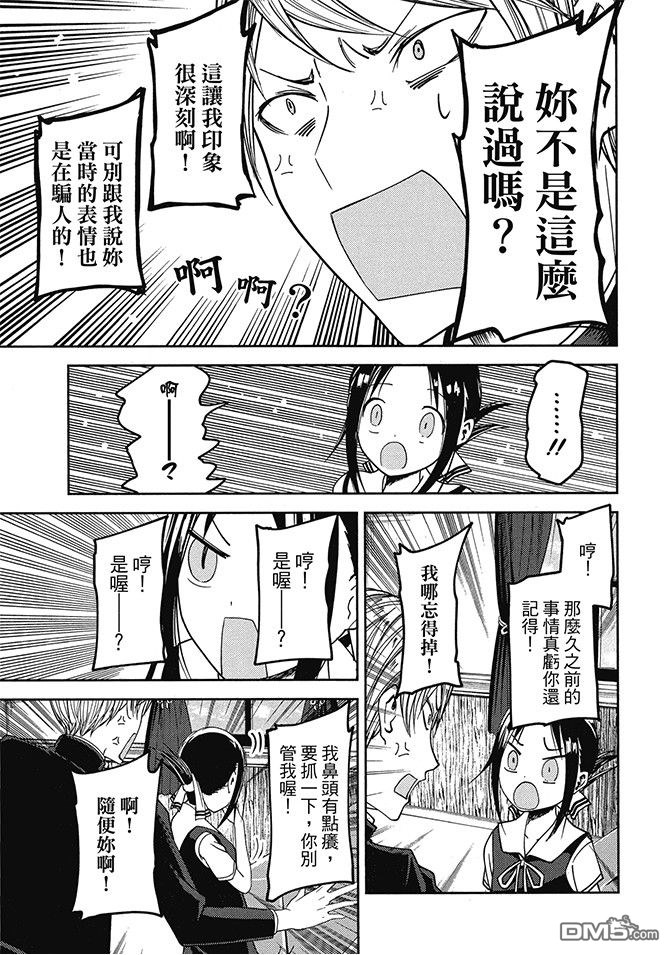 妳不是這麼
說過嗎？
這讓我印象
很深刻啊！
可別跟我說妳
當時的表情也
是在騙人的！
啊啊？
……!!
啊——？
哼！
那麼久之前的
事情真虧你還
記得！
我哪忘得掉！
哼！
是喔——？
哼！
是喔——？
我鼻頭有點癢，
要抓一下，你別
管我喔！
啊！
隨便妳啊！
DM5.com